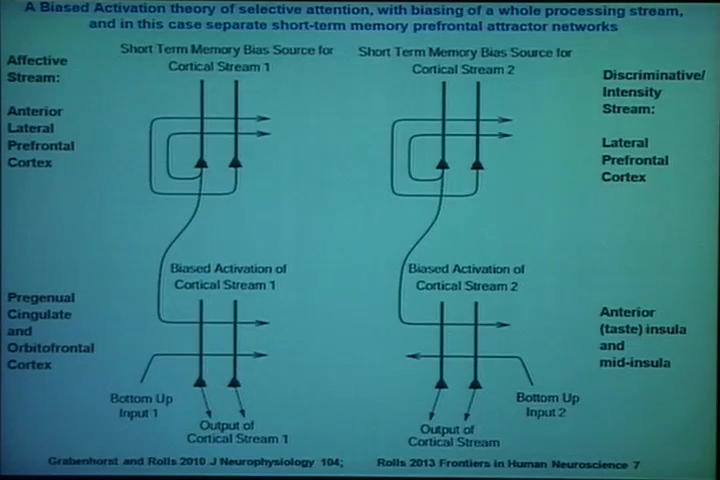 A Biased Activation theory of selective attention, with biasing of a whole processing stream,
and in this case separate short-term memory prefrontal attractor networks
Affective
Stream:
Anterior
Lateral
Prefrontal
Cortex
Short Term Memory Bias Source for
Cortical Stream 1
Short Term Memory Bias Source for
Cortical Stream 2
Discriminative/
Intensity
Stream:
Lateral
Prefrontal
Cortex
Pregenual
Cingulate
and
Orbitofrontal
Cortex
Biased Activation of
Cortical Stream 1
Biased Activation of
Cortical Stream 2
Anterior
(taste) insula
and
mid-insula
Bottom Up
Input 1
Output of
Cortical Stream 1
Output of
Cortical Stream
Bottom Up
Input 2
Grabenhorst and Rolls 2010 J Neurophysiology 104;
Rolls 2013 Frontiers in Human Neuroscience 7